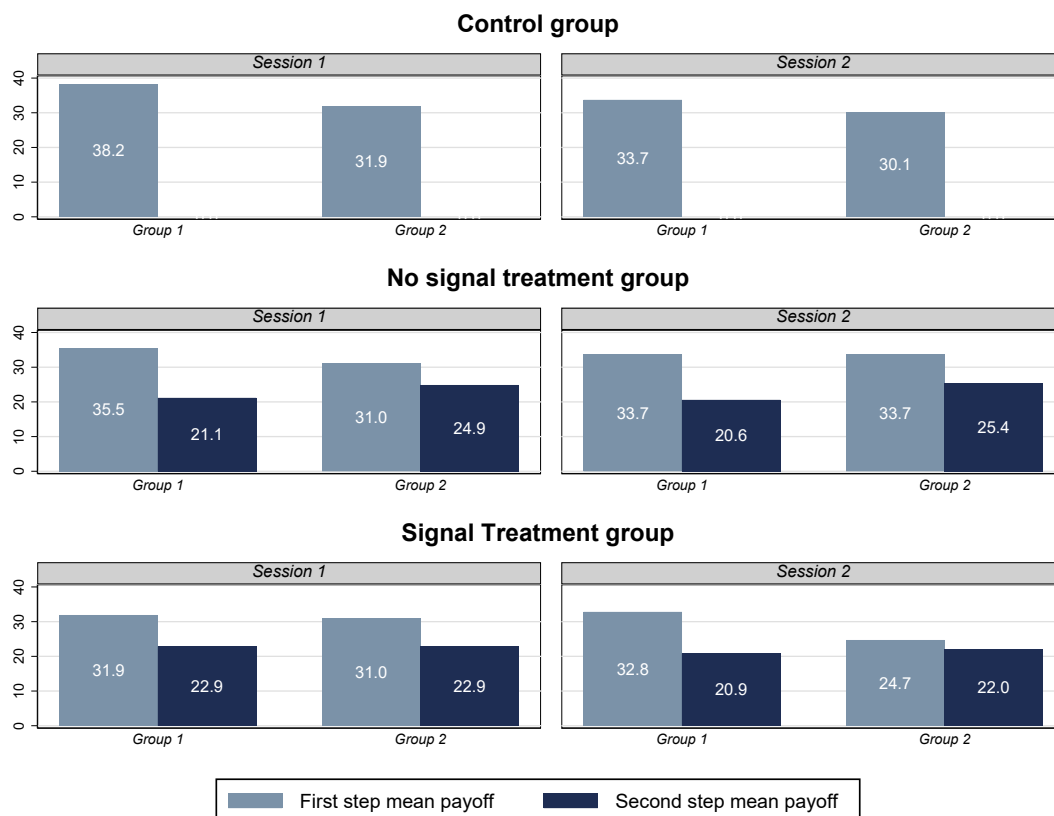 Control group
Session 1 Session 2
40
30
20
10
0
38.2 31.9 33.7 30.1
Group 1 Group 2 Group 1 Group 2
No signal treatment group
Session 1 Session 2
40
30
20
10
0
35.5 21.1 31.0 24.9 33.7 20.6 33.7 25.4
Group 1 Group 2 Group 1 Group 2
Signal Treatment group
Session 1 Session 2
40
30
20
10
0
31.9 22.9 31.0 22.9 32.8 20.9 24.7 22.0
Group 1 Group 2 Group 1 Group 2
First step mean payoff Second step mean payoff